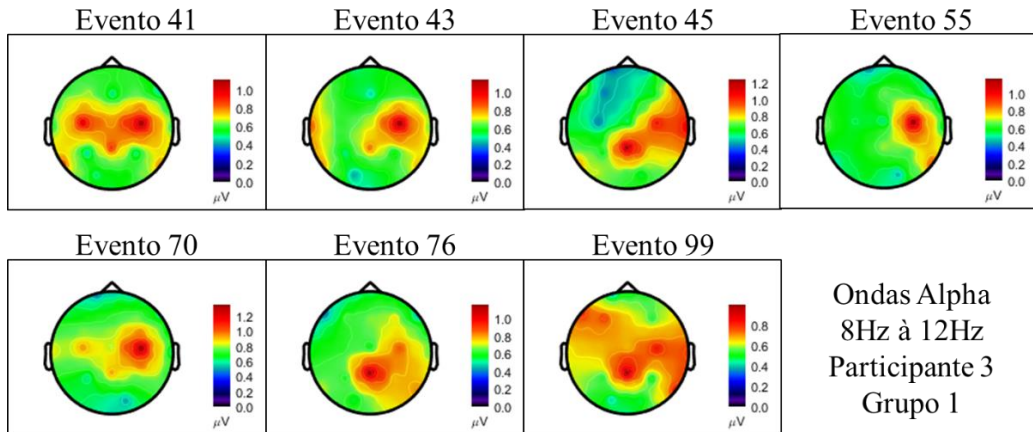 Evento 41
Evento 43
Evento 45
Evento 55
1.0
0.8
0.6
0.4
0.2
0.0
µV
1.0
0.8
0.6
0.4
0.2
0.0
µV
1.2
1.0
0.8
0.6
0.4
0.2
0.0
µV
1.0
0.8
0.6
0.4
0.2
0.0
µV
Evento 70
Evento 76
Evento 99
1.2
1.0
0.8
0.6
0.4
0.2
0.0
µV
1.0
0.8
0.6
0.4
0.2
0.0
µV
0.8
0.6
0.4
0.2
0.0
µV
Ondas Alpha
8Hz à 12Hz
Participante 3
Grupo 1